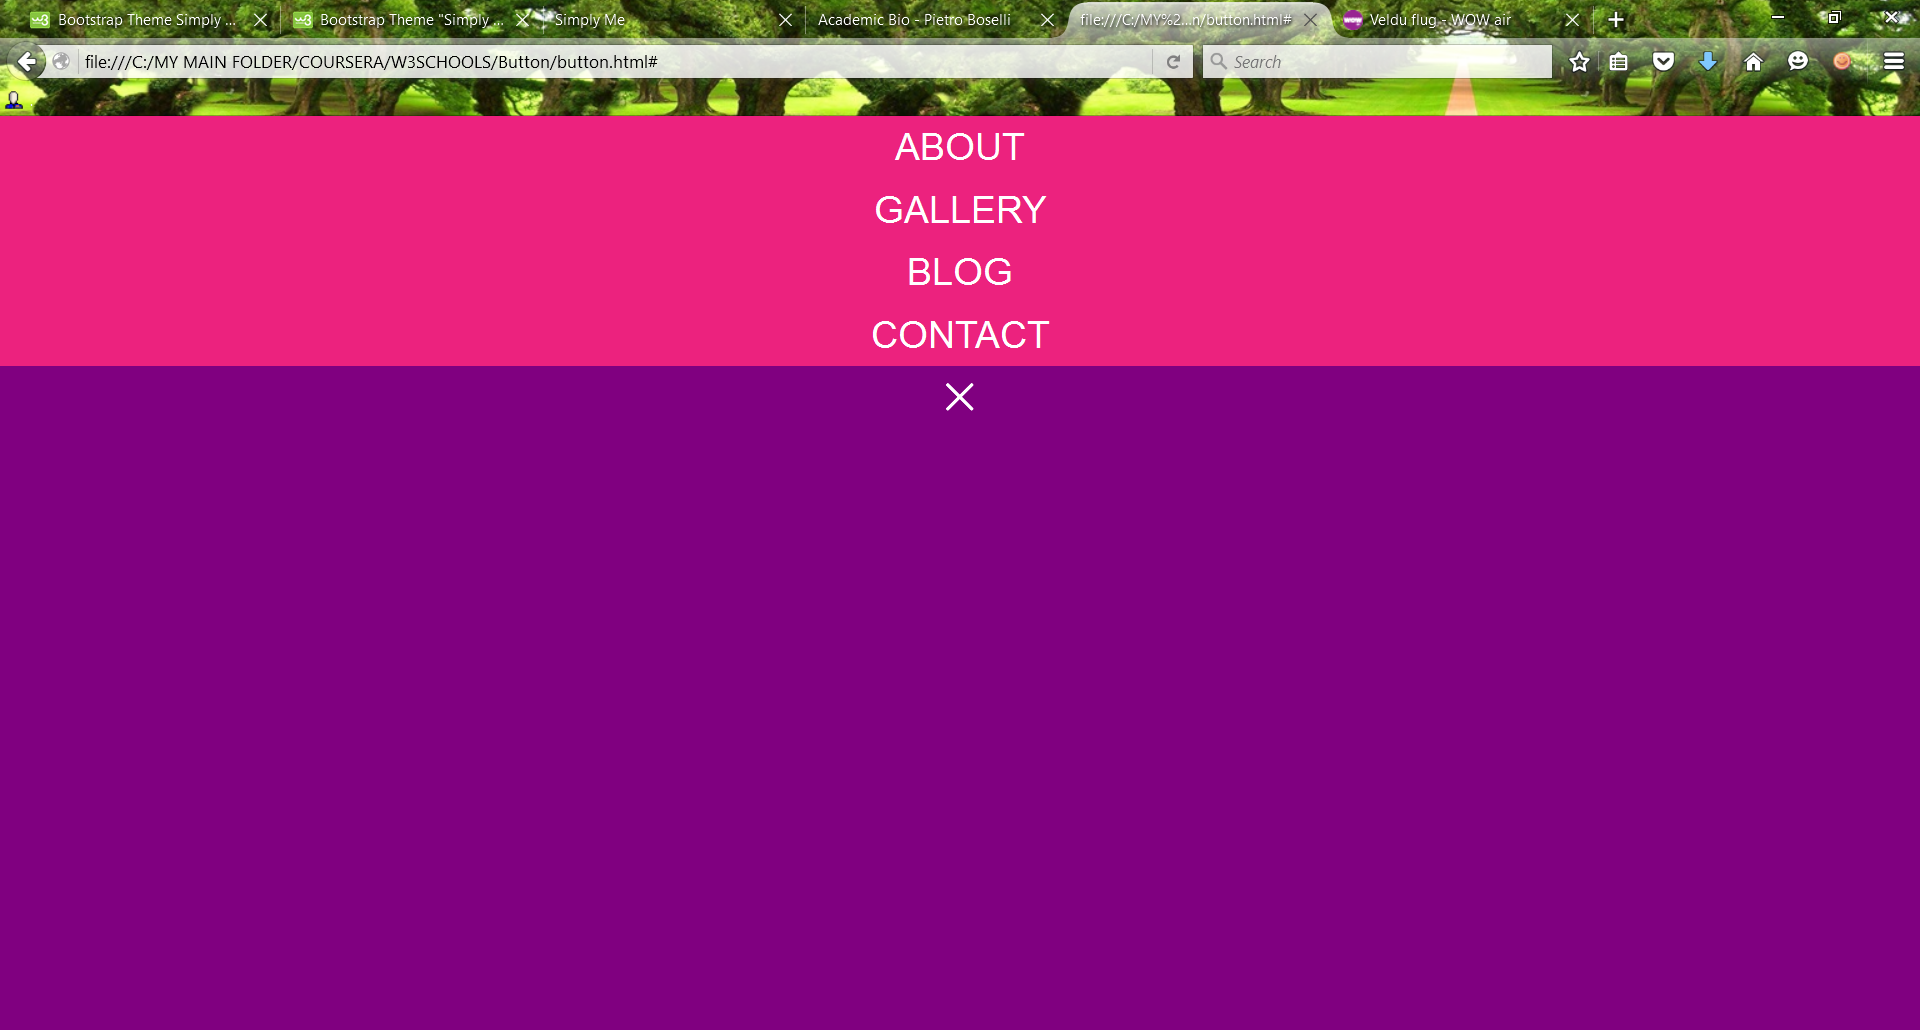 Bootstrap Theme Simply ...
Bootstrap Theme "Simply ...
Simply Me
Academic Bio - Pietro Boselli
file:///C:/MY%2...n/button.html#
WOW
Veldu flug - WOW air
file:///C:/MY MAIN FOLDER/COURSERA/W3SCHOOLS/Button/button.html#
Search
ABOUT
GALLERY
BLOG
CONTACT